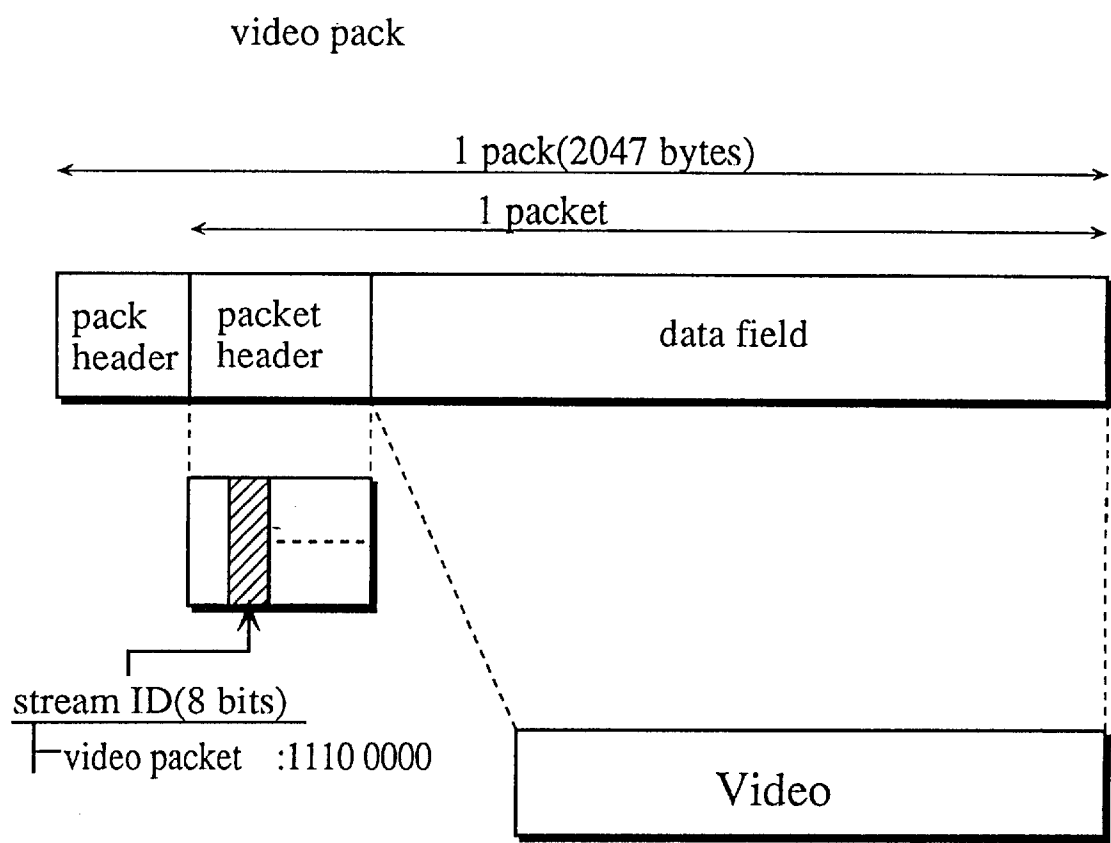 video pack
1 pack(2047 bytes)
1 packet
pack
header
packet
header
data field
stream ID(8 bits)
video packet :1110 0000
Video